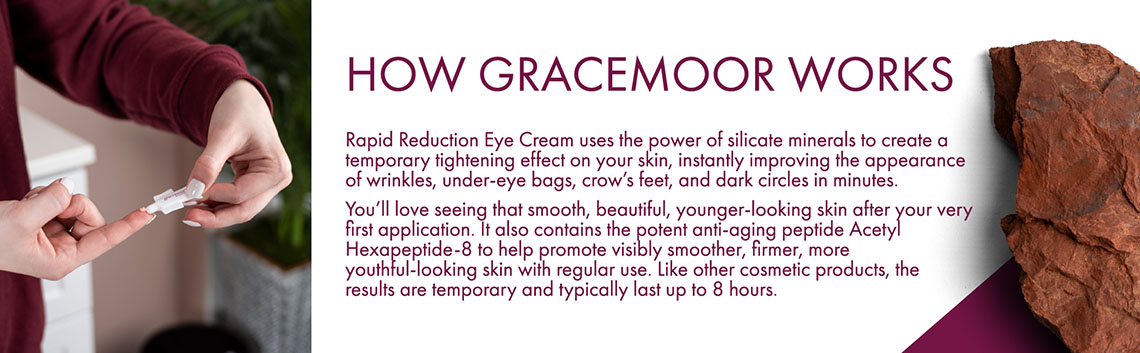 HOW GRACEMOOR WORKS
Rapid Reduction Eye Cream uses the power of silicate minerals to create a
temporary tightening effect on your skin, instantly improving the appearance
of wrinkles, under-eye bags, crow’s feet, and dark circles in minutes.
You’ll love seeing that smooth, beautiful, younger-looking skin after your very
first application. It also contains the potent anti-aging peptide Acetyl
Hexapeptide-8 to help promote visibly smoother, firmer, more
youthful-looking skin with regular use. Like other cosmetic products, the
results are temporary and typically last up to 8 hours.